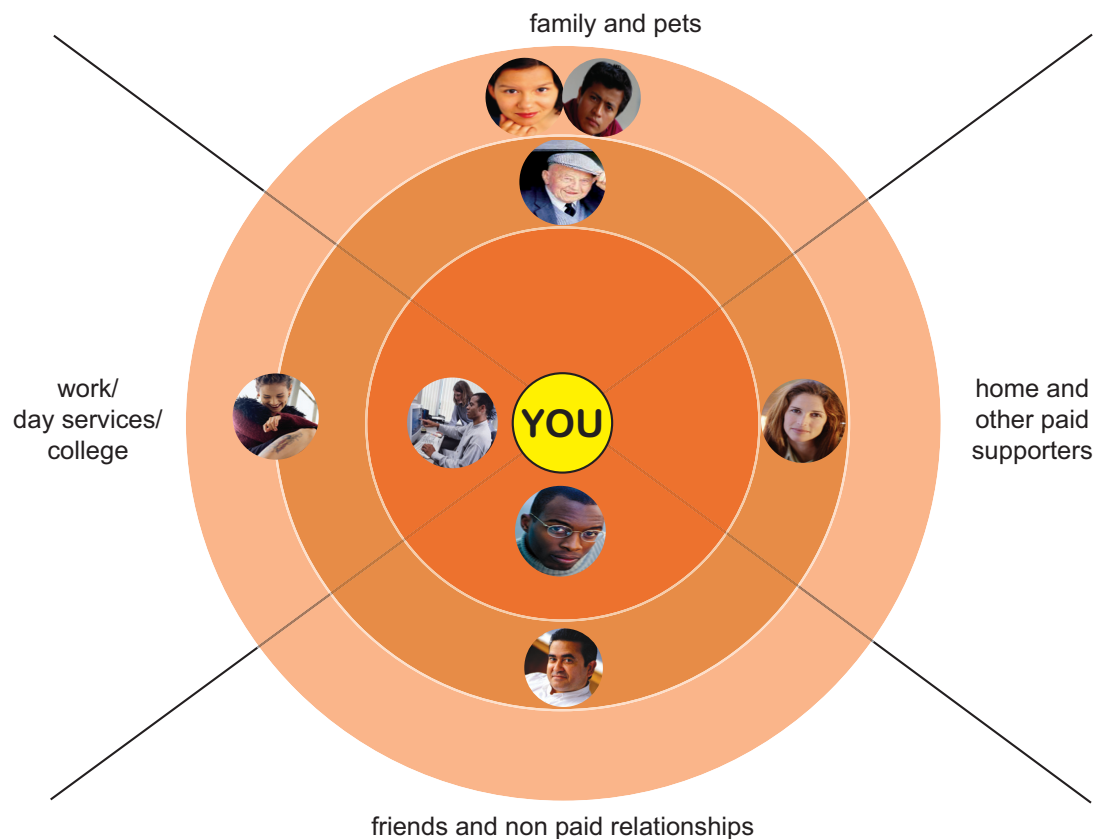 family and pets
work/
day services/
college
YOU
home and
other paid
supporters
friends and non paid relationships